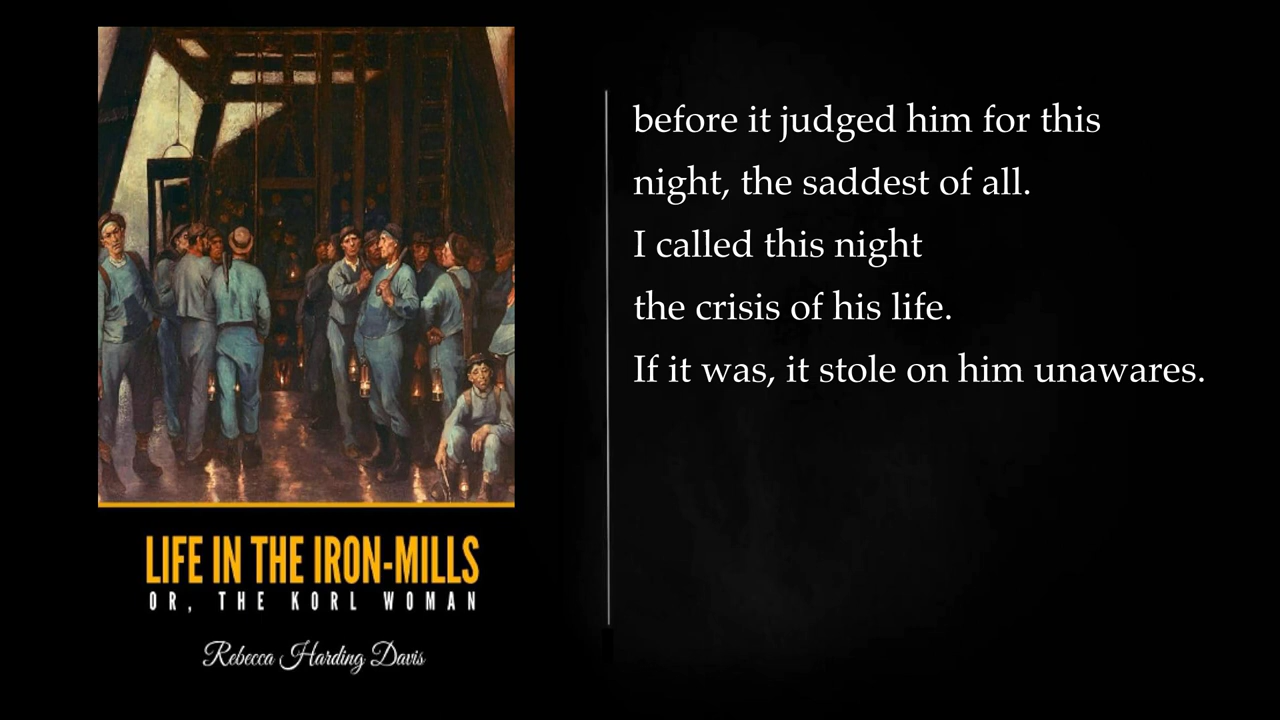 LIFE IN THE IRON-MILLS
OR, THE KORL WOMAN
Rebecca Harding Davis
before it judged him for this
night, the saddest of all.
I called this night
the crisis of his life.
If it was, it stole on him unawares.